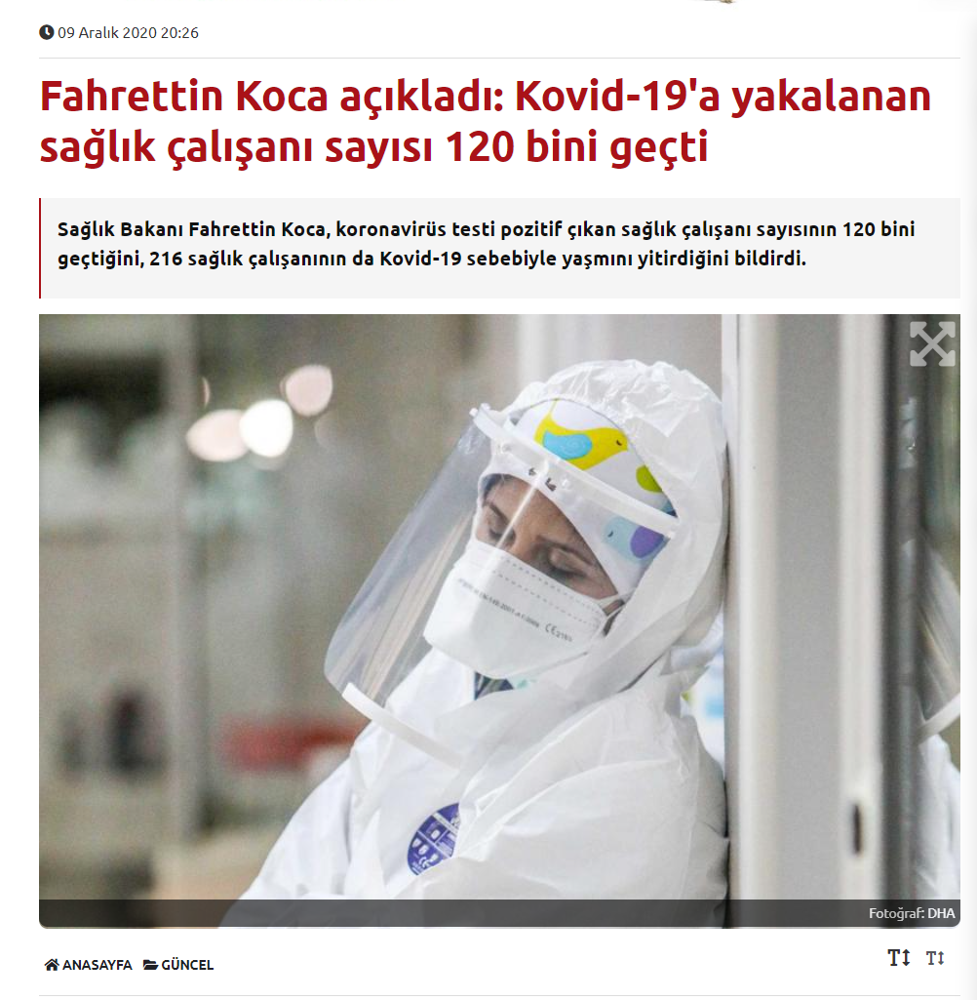 09 Aralık 2020 20:26
Fahrettin Koca açıkladı: Kovid-19'a yakalanan
sağlık çalışanı sayısı 120 bini geçti
Sağlık Bakanı Fahrettin Koca, koronavirüs testi pozitif çıkan sağlık çalışanı sayısının 120 bini
geçtiğini, 216 sağlık çalışanının da Kovid-19 sebebiyle yaşmını yitirdiğini bildirdi.
Fotoğraf: DHA
ANASAYFA GÜNCEL